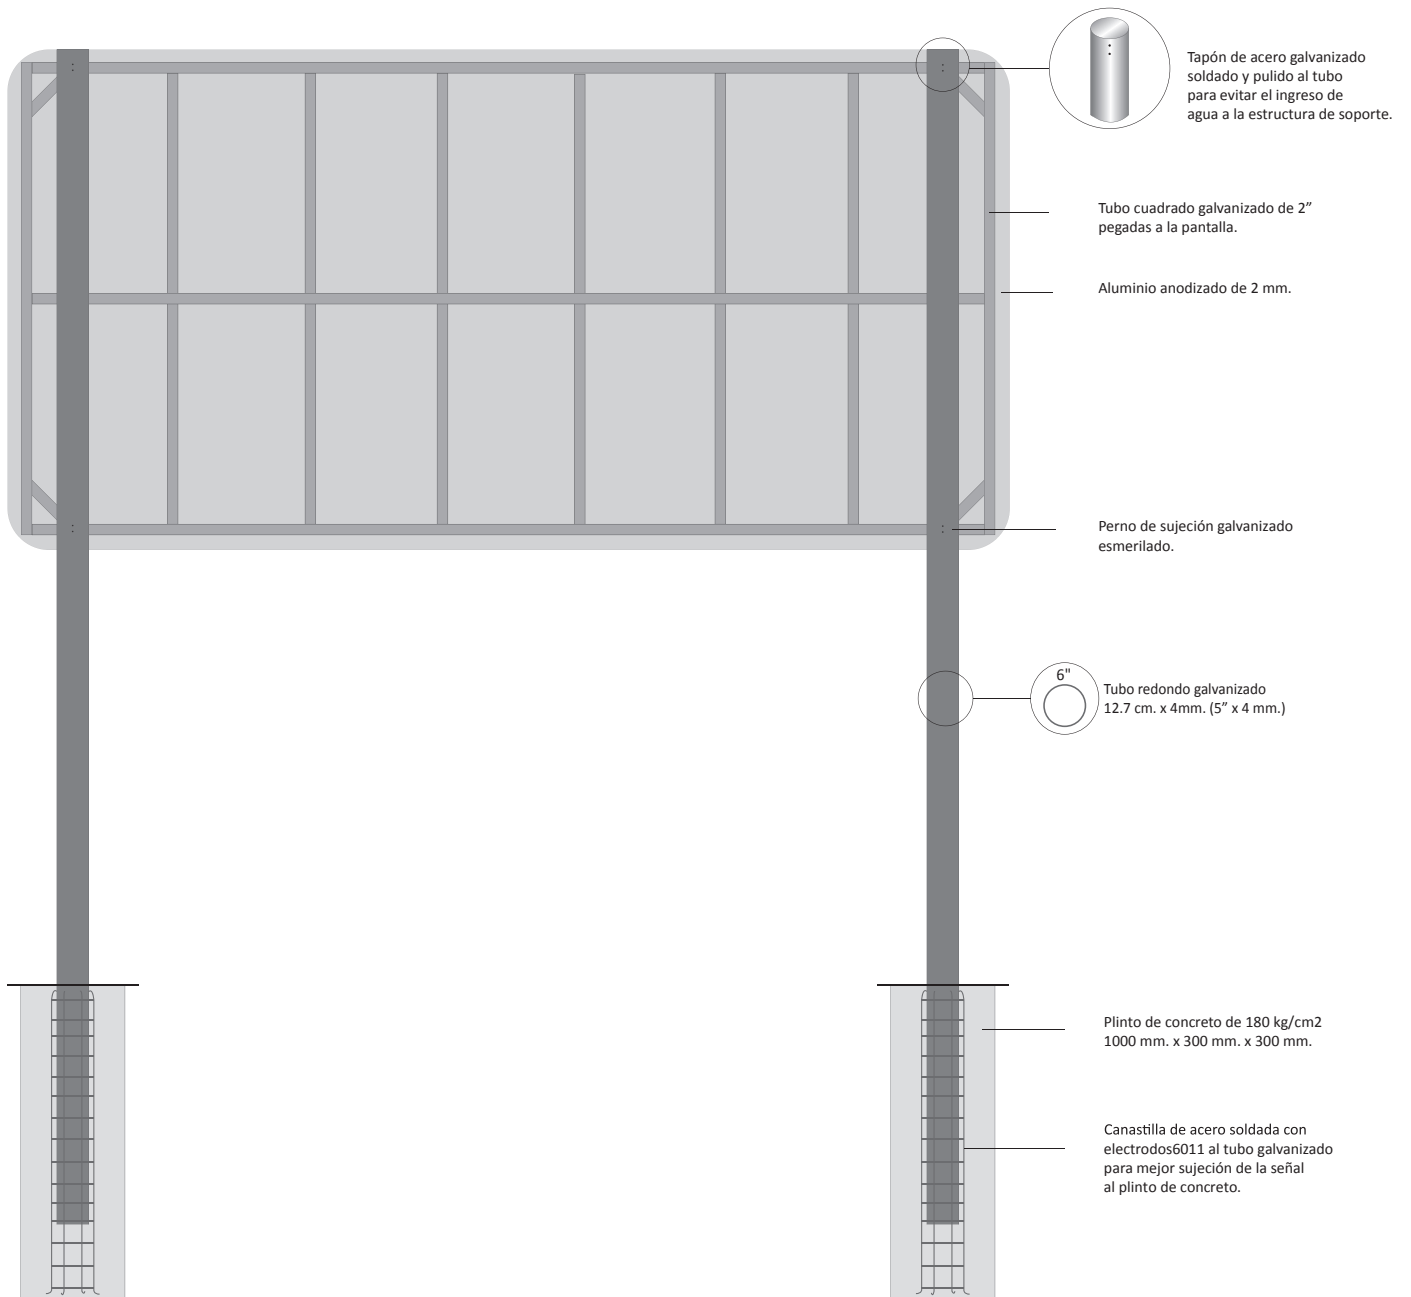 Tapón de acero galvanizado
soldado y pulido al tubo
para evitar el ingreso de
agua a la estructura de soporte.
Tubo cuadrado galvanizado de 2”
pegadas a la pantalla.
Aluminio anodizado de 2 mm.
Perno de sujeción galvanizado
esmerilado.
6"
Tubo redondo galvanizado
12.7 cm. x 4mm. (5” x 4 mm.)
Plinto de concreto de 180 kg/cm2
1000 mm. x 300 mm. x 300 mm.
Canastilla de acero soldada con
electrodos6011 al tubo galvanizado
para mejor sujeción de la señal
al plinto de concreto.